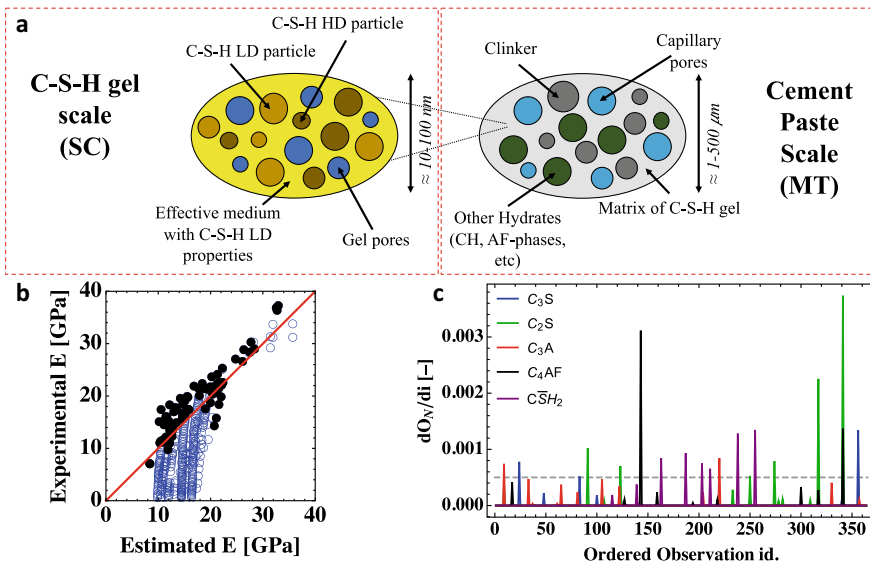 a
C-S-H gel
scale
(SC)
C-S-H HD particle
C-S-H LD particle
≈ 10-100 nm
Effective medium
with C-S-H LD
properties
Gel pores
Clinker
Capillary
pores
≈ 1-500 μm
Other Hydrates
(CH, AF-phases,
etc)
Matrix of C-S-H gel
Cement
Paste
Scale
(MT)
b
Experimental E [GPa]
40
30
20
10
0
0 10 20 30 40
Estimated E [GPa]
c
C₃S
C₂S
C₃A
C₄AF
CS̅H₂
dO_N/di [–]
0.003
0.002
0.001
0.000
0 50 100 150 200 250 300 350
Ordered Observation id.